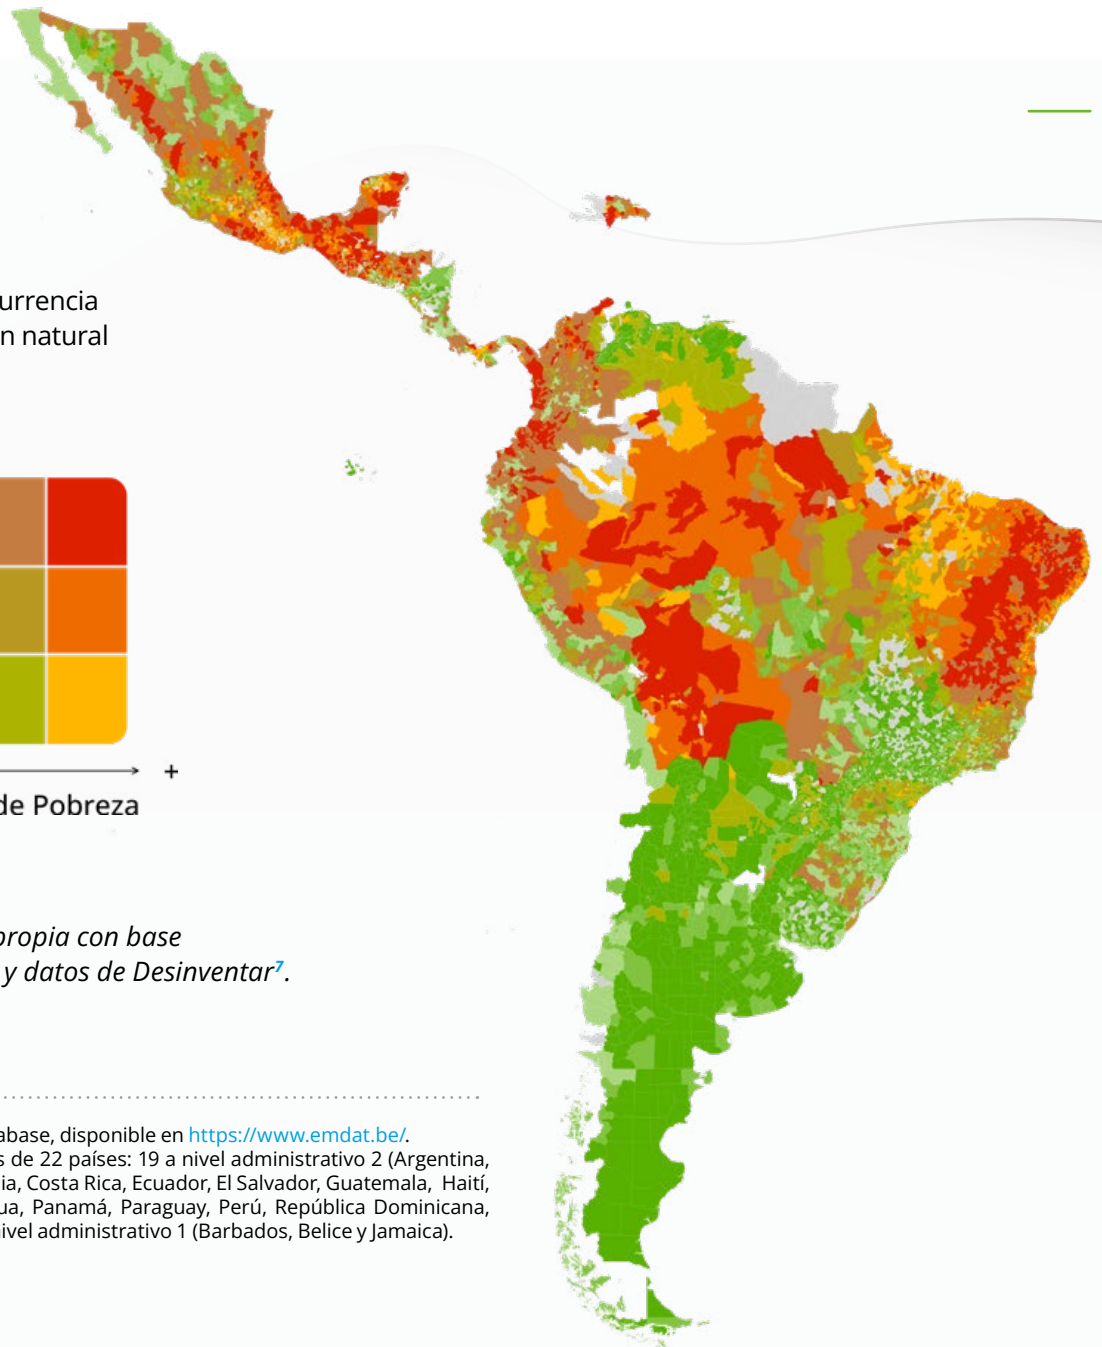 urrencia
n natural
+
de Pobreza
propia con base
y datos de Desinventar⁷.
abase, disponible en https://www.emdat.be/.
s de 22 países: 19 a nivel administrativo 2 (Argentina,
ia, Costa Rica, Ecuador, El Salvador, Guatemala, Haití,
ua, Panamá, Paraguay, Perú, República Dominicana,
nivel administrativo 1 (Barbados, Belice y Jamaica).